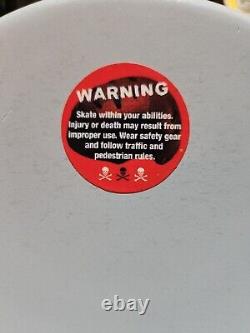 WARNING
Skate within your abilities.
Injury or death may result from
improper use. Wear safety gear
and follow traffic and
pedestrian rules.
ebay